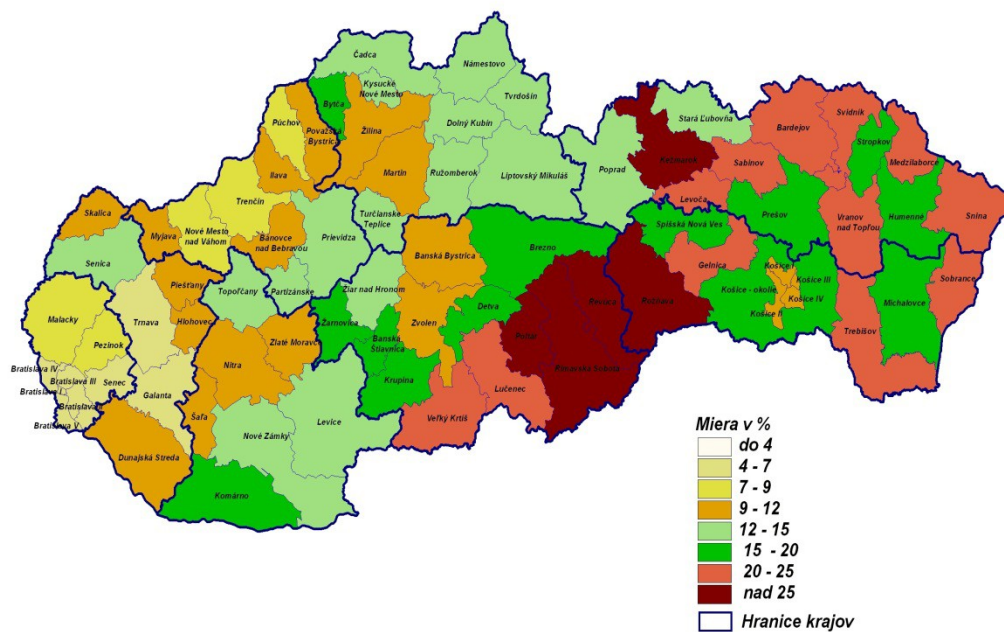 Čadca
Námestovo
Kysucké
Nové Mesto
Tvrdošín
Bytča
Púchov
Považská
Bystrica
Žilina
Dolný Kubín
Stará Ľubovňa
Bardejov
Svidník
Stropkov
Medzilaborce
Kežmarok
Sabinov
Ilava
Martin
Ružomberok
Liptovský Mikuláš
Poprad
Levoča
Prešov
Vranov
nad Topľou
Humenné
Snina
Skalica
Myjava
Trenčín
Nové Mesto
nad Váhom
Bánovce
nad Bebravou
Prievidza
Turčianske
Teplice
Spišská Nová Ves
Gelnica
Košice I
Košice III
Košice - okolie
Košice IV
Košice II
Sobrance
Michalovce
Trebišov
Senica
Piešťany
Topoľčany
Partizánske
Žiar nad Hronom
Banská Bystrica
Brezno
Revúca
Rožňava
Malacky
Trnava
Hlohovec
Zlaté Moravce
Žarnovica
Banská
Štiavnica
Zvolen
Detva
Poltár
Rimavská Sobota
Pezinok
Nitra
Krupina
Lučenec
Veľký Krtíš
Bratislava IV
Bratislava III
Bratislava I
Bratislava II
Bratislava V
Senec
Galanta
Šaľa
Levice
Nové Zámky
Dunajská Streda
Komárno
Miera v %
do 4
4 - 7
7 - 9
9 - 12
12 - 15
15 - 20
20 - 25
nad 25
Hranice krajov